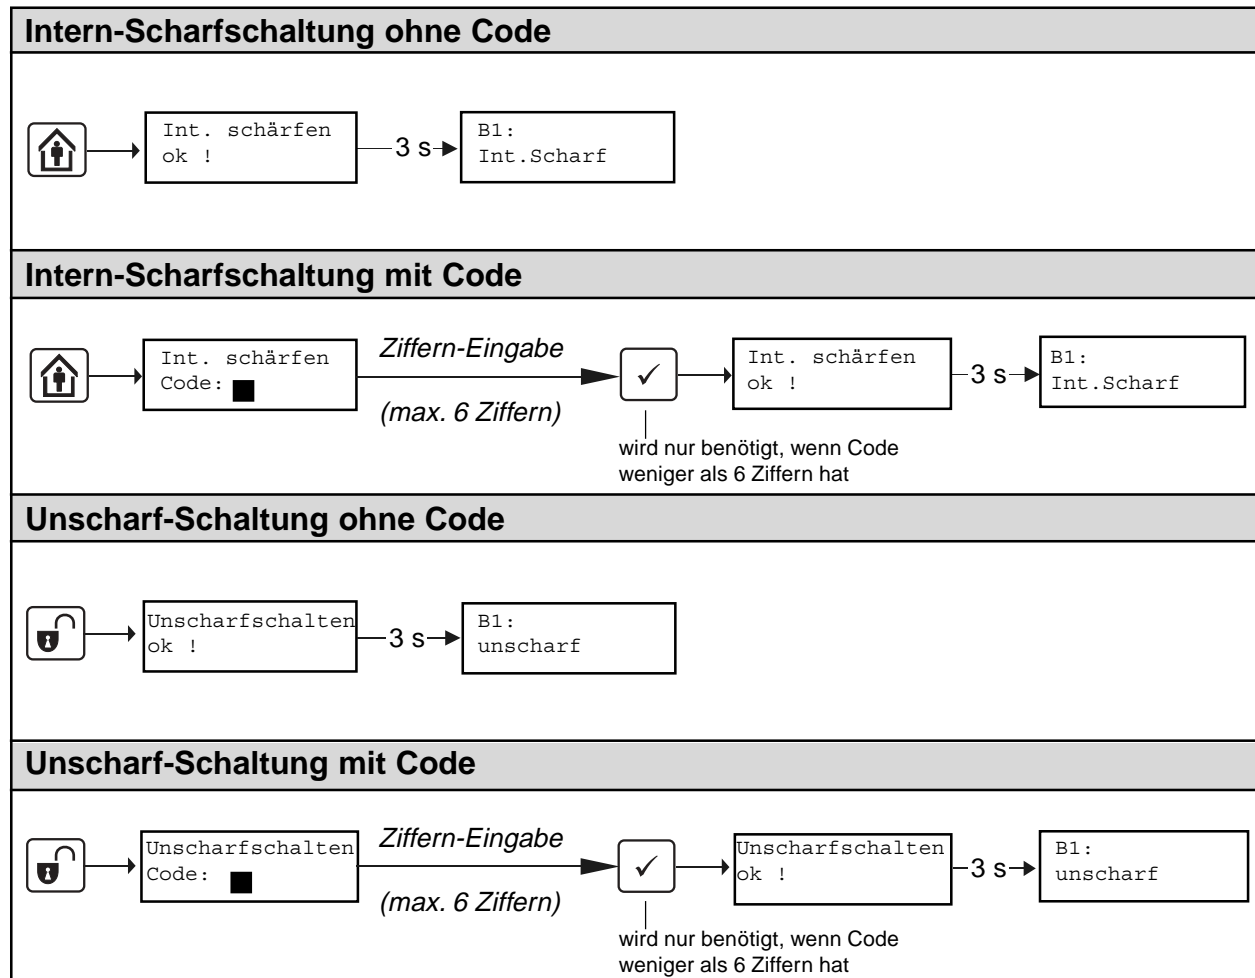 Intern-Scharfschaltung ohne Code
Int. schärfen
ok !
3 s
B1:
Int.Scharf
Intern-Scharfschaltung mit Code
Int. schärfen
Code:
Ziffern-Eingabe
(max. 6 Ziffern)
wird nur benötigt, wenn Code
weniger als 6 Ziffern hat
Int. schärfen
ok !
3 s
B1:
Int.Scharf
Unscharf-Schaltung ohne Code
Unscharfschalten
ok !
3 s
B1:
unscharf
Unscharf-Schaltung mit Code
Unscharfschalten
Code:
Ziffern-Eingabe
(max. 6 Ziffern)
wird nur benötigt, wenn Code
weniger als 6 Ziffern hat
Unscharfschalten
ok !
3 s
B1:
unscharf